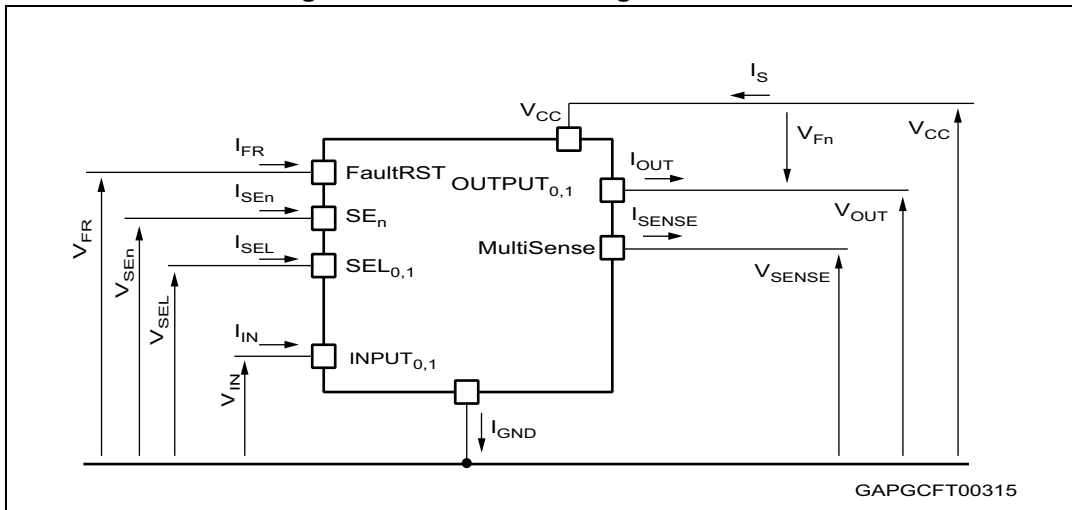 I_S
V_CC
V_Fn
V_CC
I_FR
FaultRST
I_OUT
OUTPUT_0,1
I_SEn
SE_n
V_OUT
I_SENSE
MultiSense
V_FR
I_SEL
SEL_0,1
V_SEn
V_SENSE
V_SEL
I_IN
INPUT_0,1
V_IN
I_GND
GAPGCFT00315